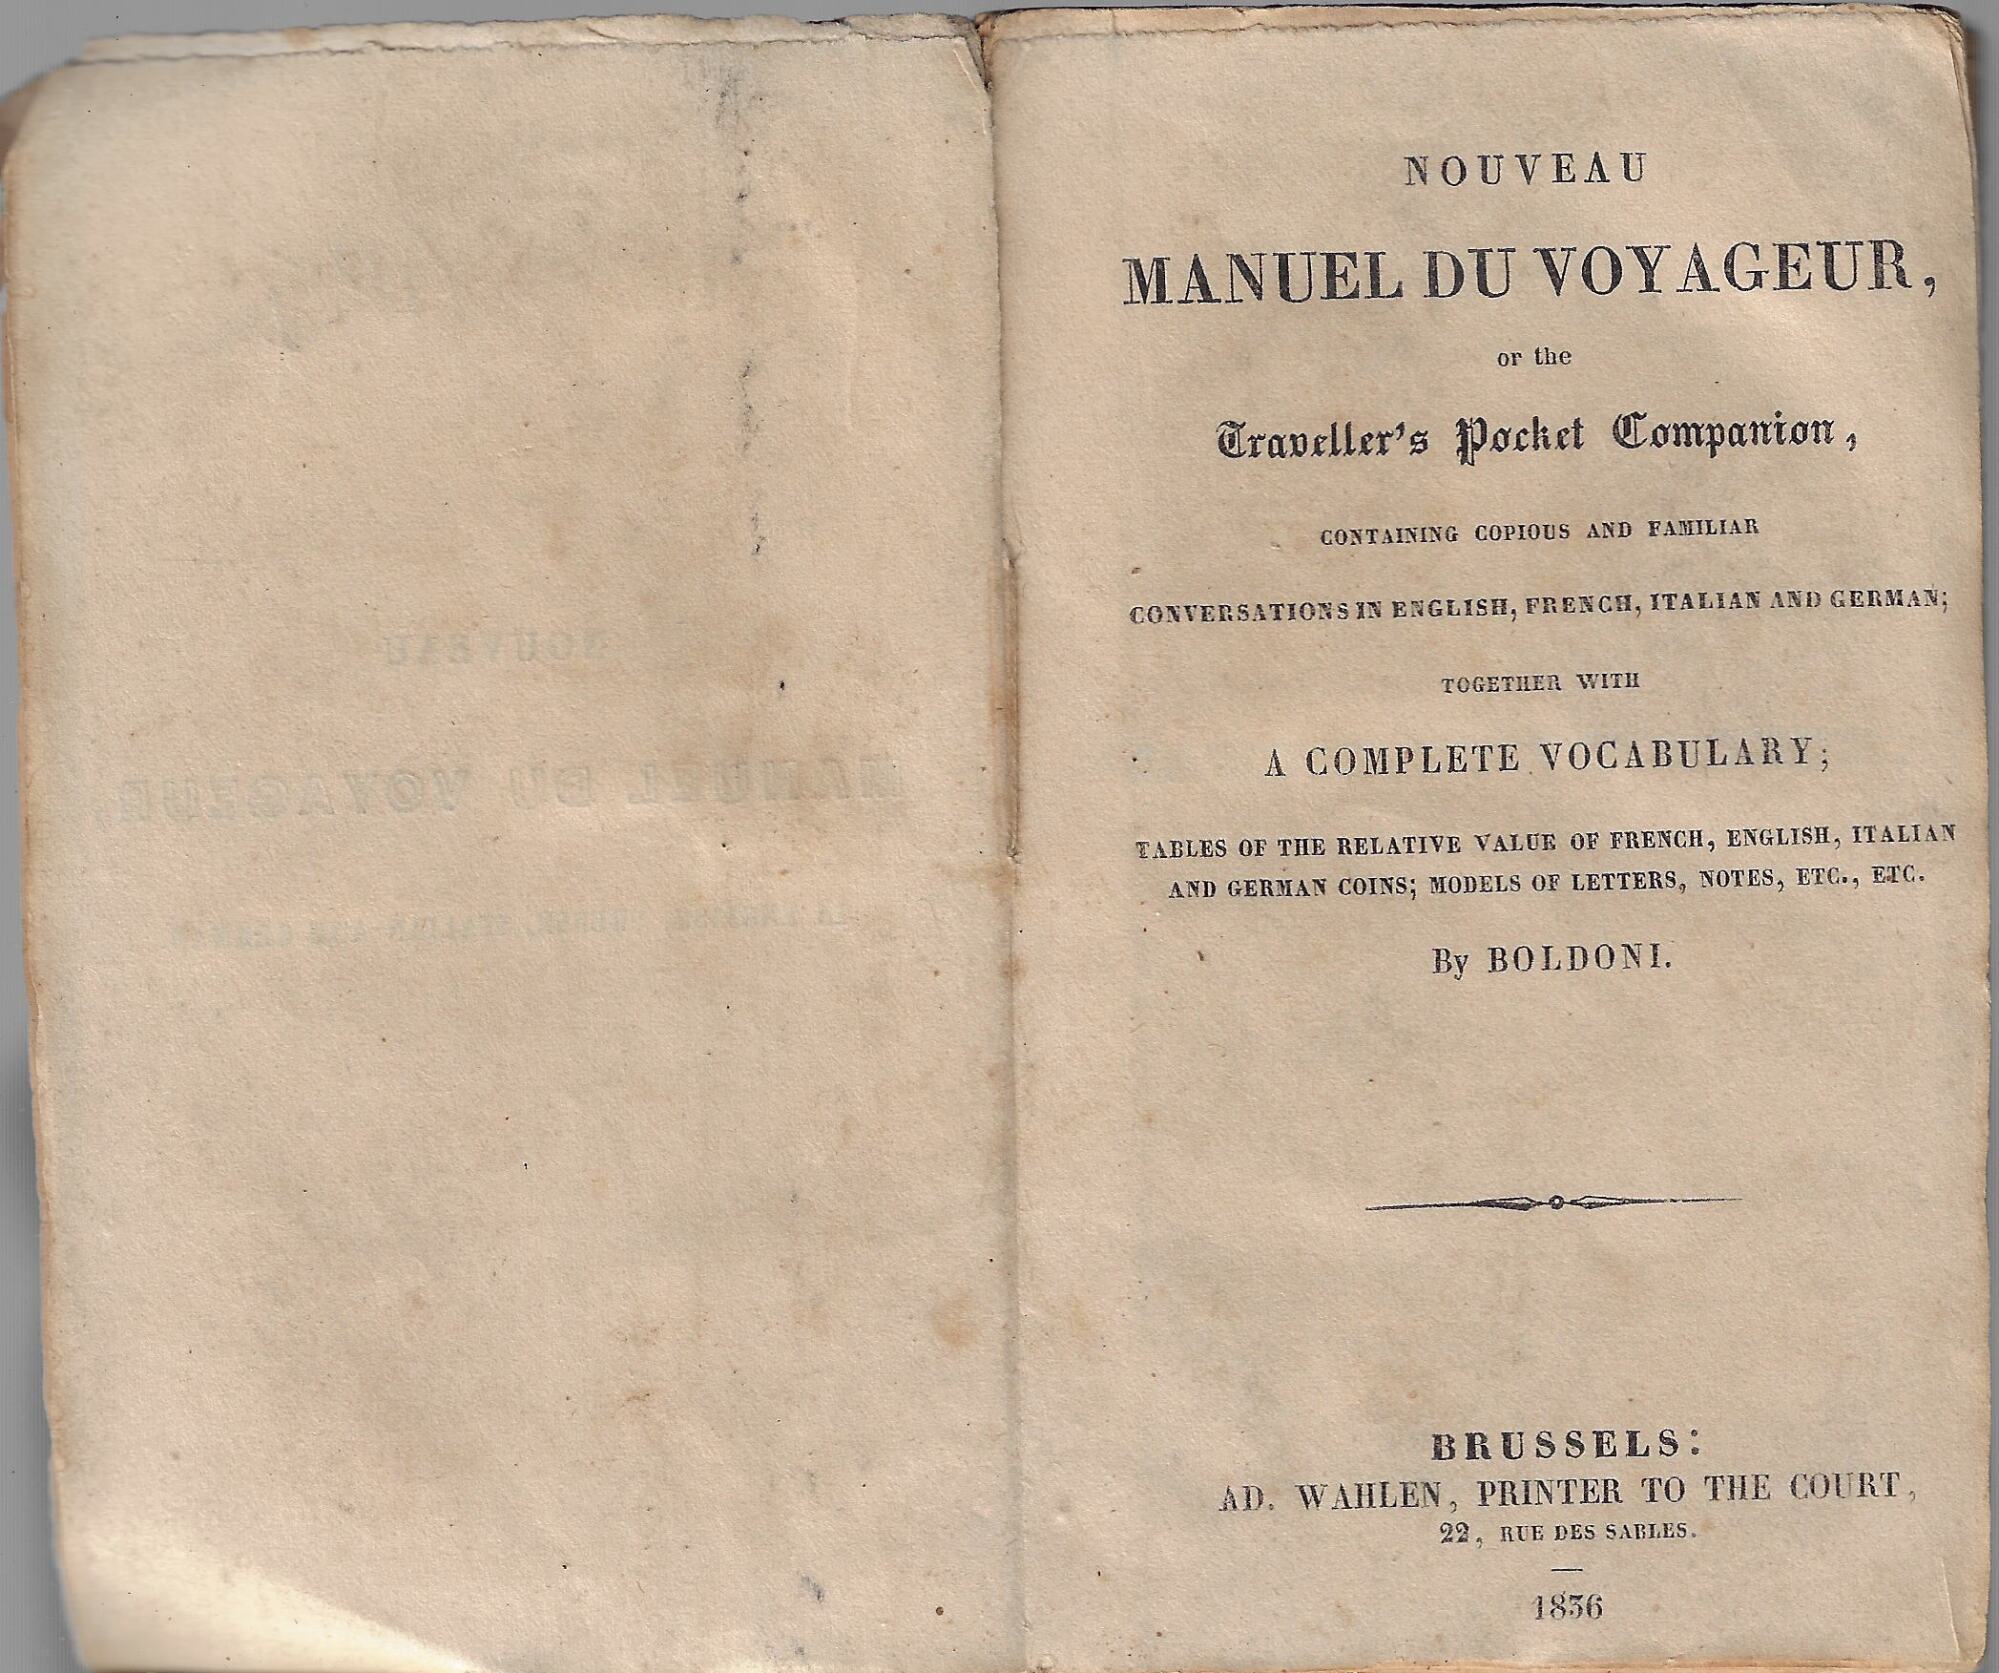 NOUVEAU
MANUEL DU VOYAGEUR,
or the
Traveller's Pocket Companion,
CONTAINING COPIOUS AND FAMILIAR
CONVERSATIONS IN ENGLISH, FRENCH, ITALIAN AND GERMAN;
TOGETHER WITH
A COMPLETE VOCABULARY;
TABLES OF THE RELATIVE VALUE OF FRENCH, ENGLISH, ITALIAN
AND GERMAN COINS; MODELS OF LETTERS, NOTES, ETC., ETC.
By BOLDONI.
BRUSSELS:
AD. WAHLEN, PRINTER TO THE COURT,
22, RUE DES SABLES.
1836